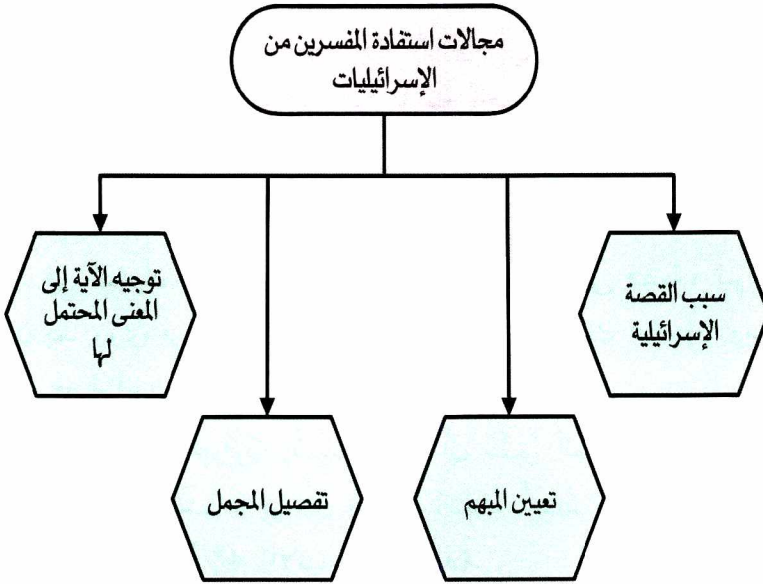 مجالات استفادة المفسرين من
الإسرائيليات
سبب القصة
الإسرائيلية
تعيين المبهم
تفصيل المجمل
توجيه الآية إلى
المعنى المحتمل
لها